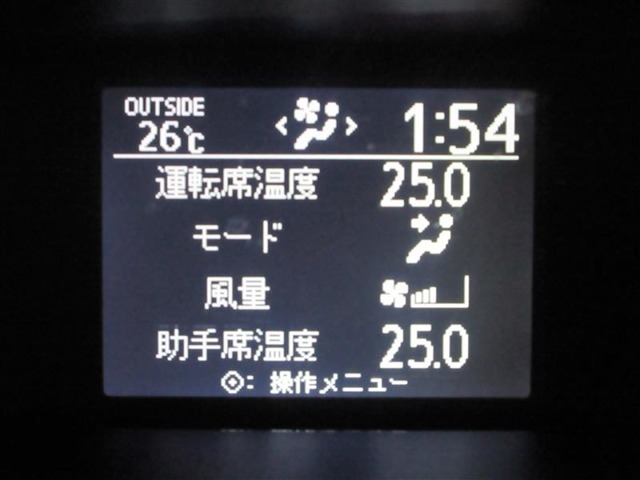 OUTSIDE
26℃ 1:54
運転席温度 25.0
モード
風量
助手席温度 25.0
: 操作メニュー